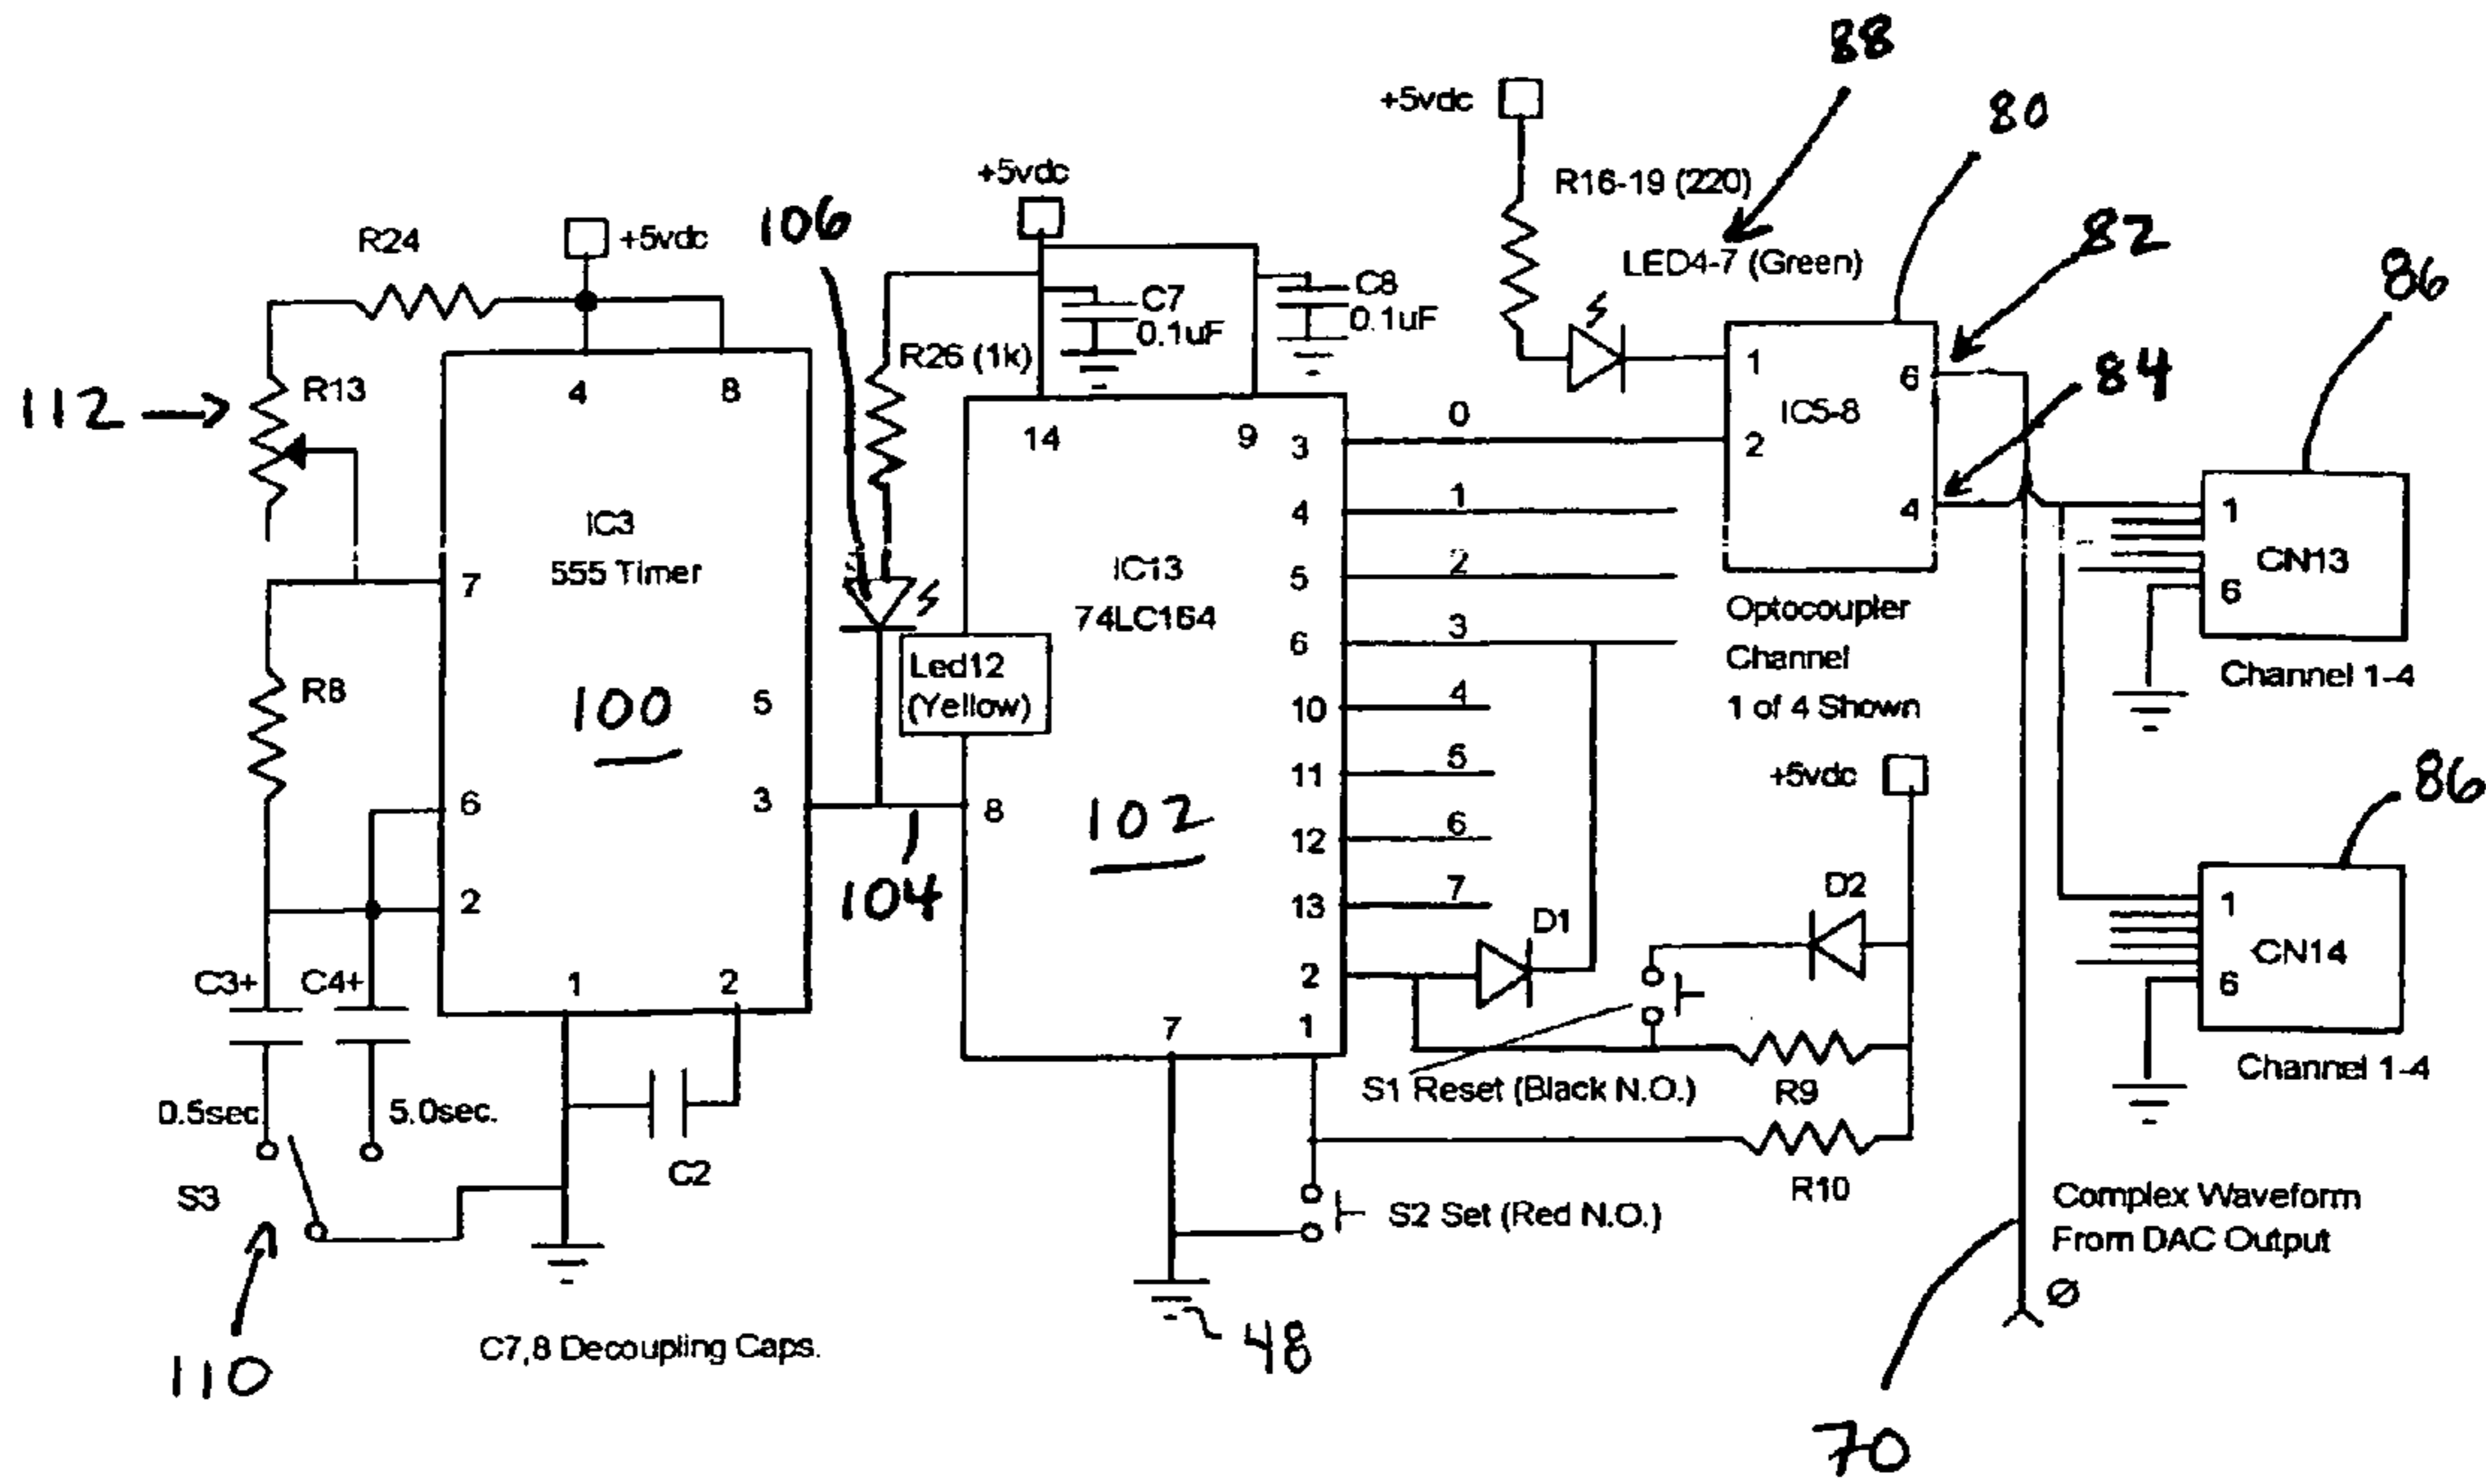 88
+5vdc
80
R16-19 (220)
82
+5vdc
106
R24
+5vdc
LED4-7 (Green)
86
C7
0.1uF
C8
0.1uF
R26 (1k)
84
112
R13
4
8
14
9
3
0
1
2
IC5-8
6
4
IC3
555 Timer
7
IC13
74LC164
4
1
5
2
6
3
Optocoupler
Channel
1 of 4 Shown
1
CN13
6
Channel 1-4
R8
100
5
Led12
(Yellow)
10
4
11
5
+5vdc
86
6
3
104
8
102
12
6
13
7
2
D1
D2
1
CN14
6
Channel 1-4
C3+
C4+
1
2
2
7
1
S1 Reset (Black N.O.)
R9
0.5sec.
5.0sec.
C2
S3
S2 Set (Red N.O.)
R10
Complex Waveform
From DAC Output
Ø
110
C7,8 Decoupling Caps.
48
70